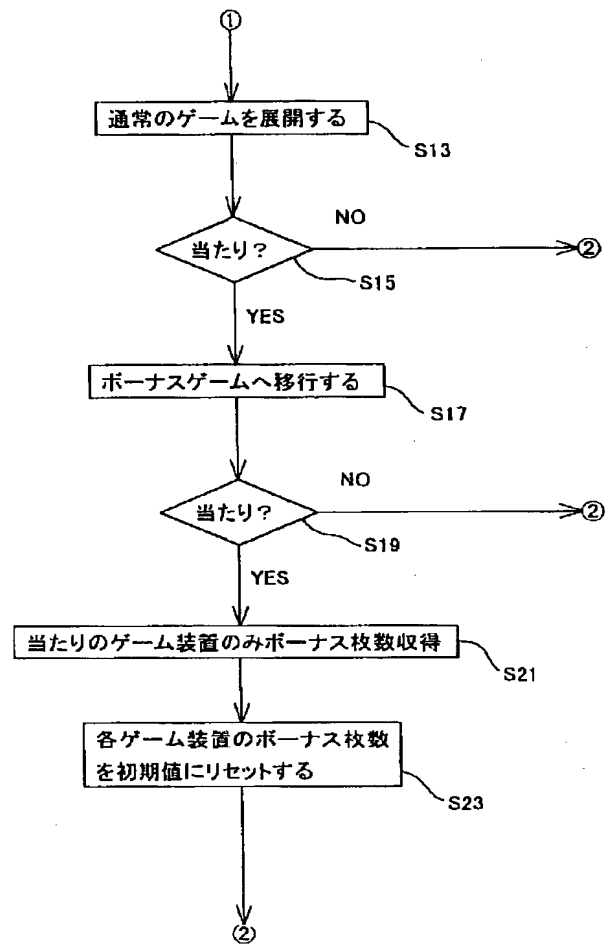 ①
通常のゲームを展開する
S13
NO
当たり?
②
S15
YES
ボーナスゲームへ移行する
S17
NO
当たり?
②
S19
YES
当たりのゲーム装置のみボーナス枚数収得
S21
各ゲーム装置のボーナス枚数
を初期値にリセットする
S23
②